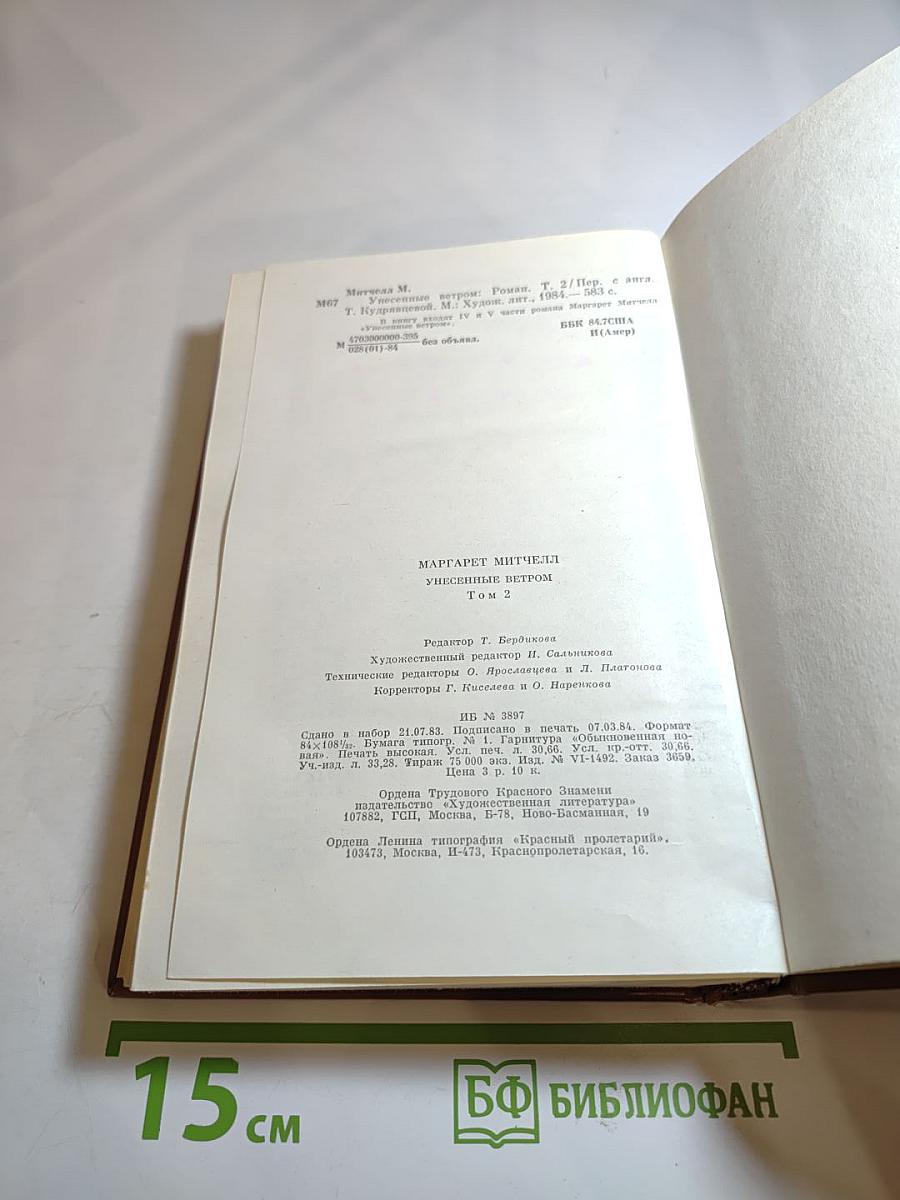 Митчелл М.
М67 Унесенные ветром: Роман. Т. 2/Пер. с англ.
Т. Кудрявцевой. М.: Худож. лит., 1984.— 583 с.
В книгу входят IV и V части романа Маргарет Митчелл
«Унесенные ветром».
М 4703000000-395 / 028(01)-84 без объявл.
ББК 84.7США
И(Амер)
МАРГАРЕТ МИТЧЕЛЛ
УНЕСЕННЫЕ ВЕТРОМ
Том 2
Редактор Т. Бердикова
Художественный редактор И. Сальникова
Технические редакторы О. Ярославцева и Л. Платонова
Корректоры Г. Киселева и О. Наренкова
ИБ № 3897
Сдано в набор 21.07.83. Подписано в печать 07.03.84. Формат
84×108¹/₃₂. Бумага типогр. № 1. Гарнитура «Обыкновенная но-
вая». Печать высокая. Усл. печ. л. 30,66. Усл. кр.-отт. 30,66.
Уч.-изд. л. 33,28. Тираж 75 000 экз. Изд. № VI-1492. Заказ 3659.
Цена 3 р. 10 к.
Ордена Трудового Красного Знамени
издательство «Художественная литература»
107882, ГСП, Москва, Б-78, Ново-Басманная, 19
Ордена Ленина типография «Красный пролетарий».
103473, Москва, И-473, Краснопролетарская, 16.
15 см
БФ БИБЛИОФАН